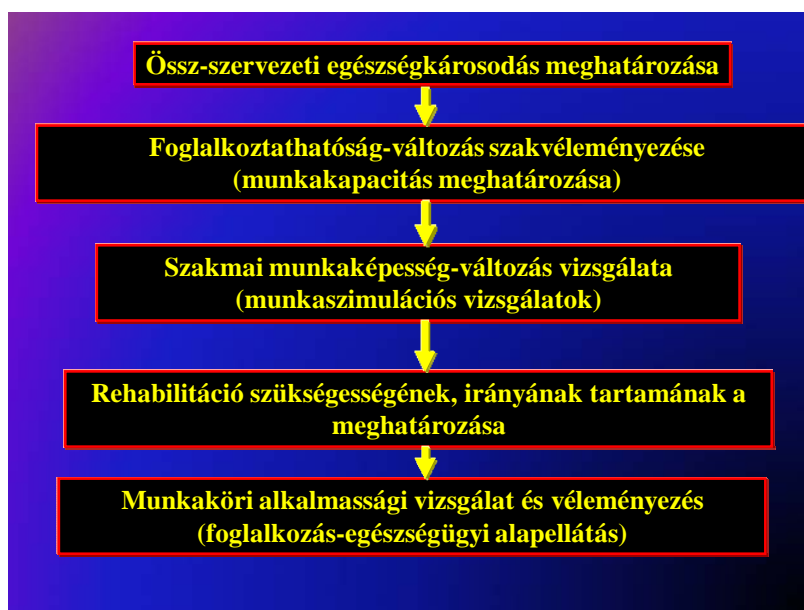 Össz-szervezeti egészségkárosodás meghatározása
Foglalkoztathatóság-változás szakvéleményezése
(munkakapacitás meghatározása)
Szakmai munkaképesség-változás vizsgálata
(munkaszimulációs vizsgálatok)
Rehabilitáció szükségességének, irányának tartamának a
meghatározása
Munkaköri alkalmassági vizsgálat és véleményezés
(foglalkozás-egészségügyi alapellátás)